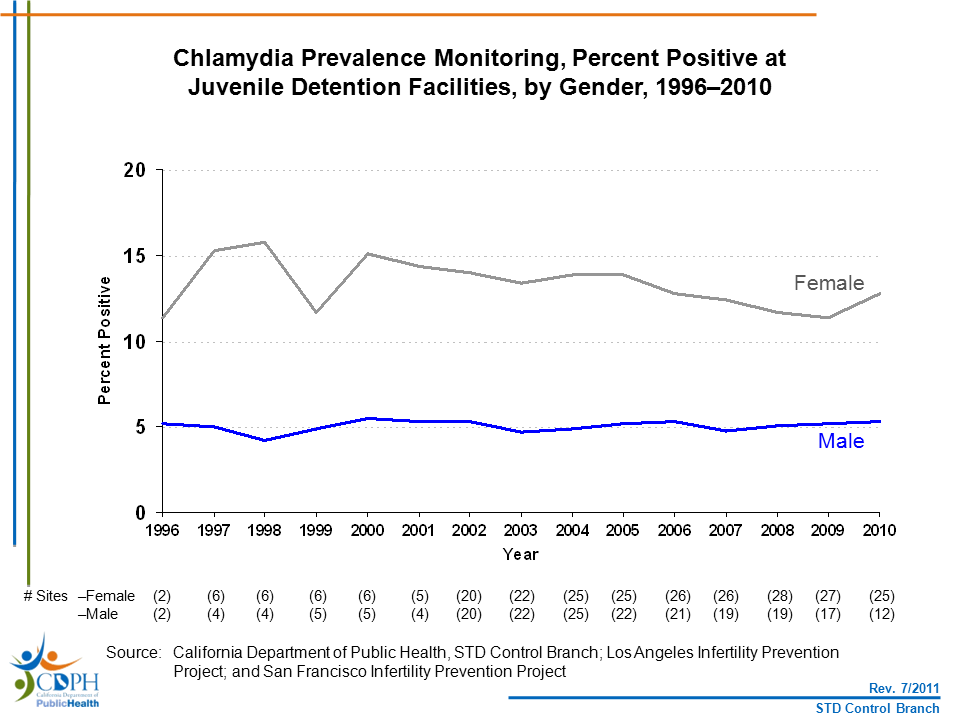 Chlamydia Prevalence Monitoring, Percent Positive at
Juvenile Detention Facilities, by Gender, 1996–2010
20
15
10
5
0
Percent Positive
Female
Male
1996 1997 1998 1999 2000 2001 2002 2003 2004 2005 2006 2007 2008 2009 2010
Year
# Sites –Female (2) (6) (6) (6) (6) (5) (20) (22) (25) (25) (26) (26) (28) (27) (25)
–Male (2) (4) (4) (5) (5) (4) (20) (22) (25) (22) (21) (19) (19) (17) (12)
Source: California Department of Public Health, STD Control Branch; Los Angeles Infertility Prevention
Project; and San Francisco Infertility Prevention Project
CDPH
California Department of
PublicHealth
Rev. 7/2011
STD Control Branch